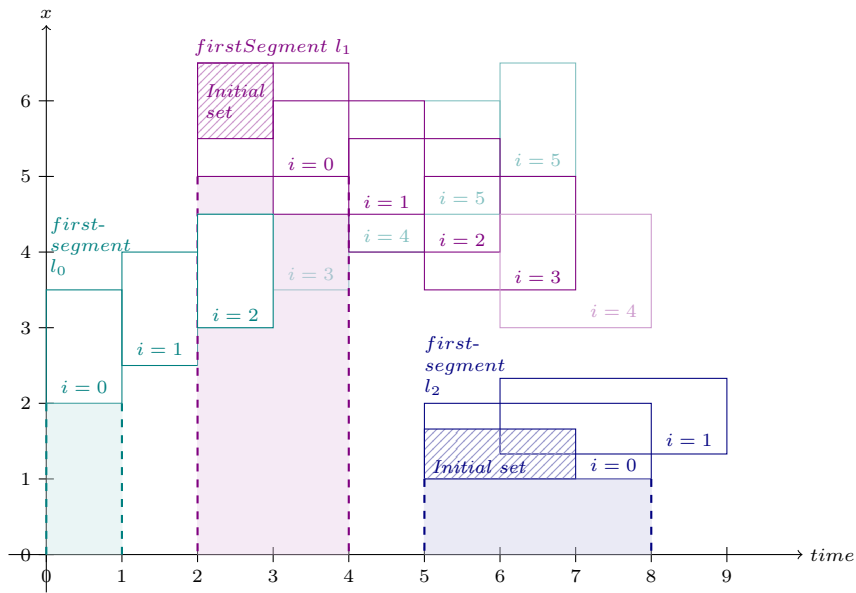 x
firstSegment l₁
Initial
set
6
i = 0
i = 5
5
i = 1
i = 5
first-
segment
l₀
4
i = 4
i = 2
i = 3
i = 3
i = 2
i = 4
3
i = 1
first-
segment
l₂
i = 0
2
i = 1
Initial set
i = 0
1
0
time
0 1 2 3 4 5 6 7 8 9